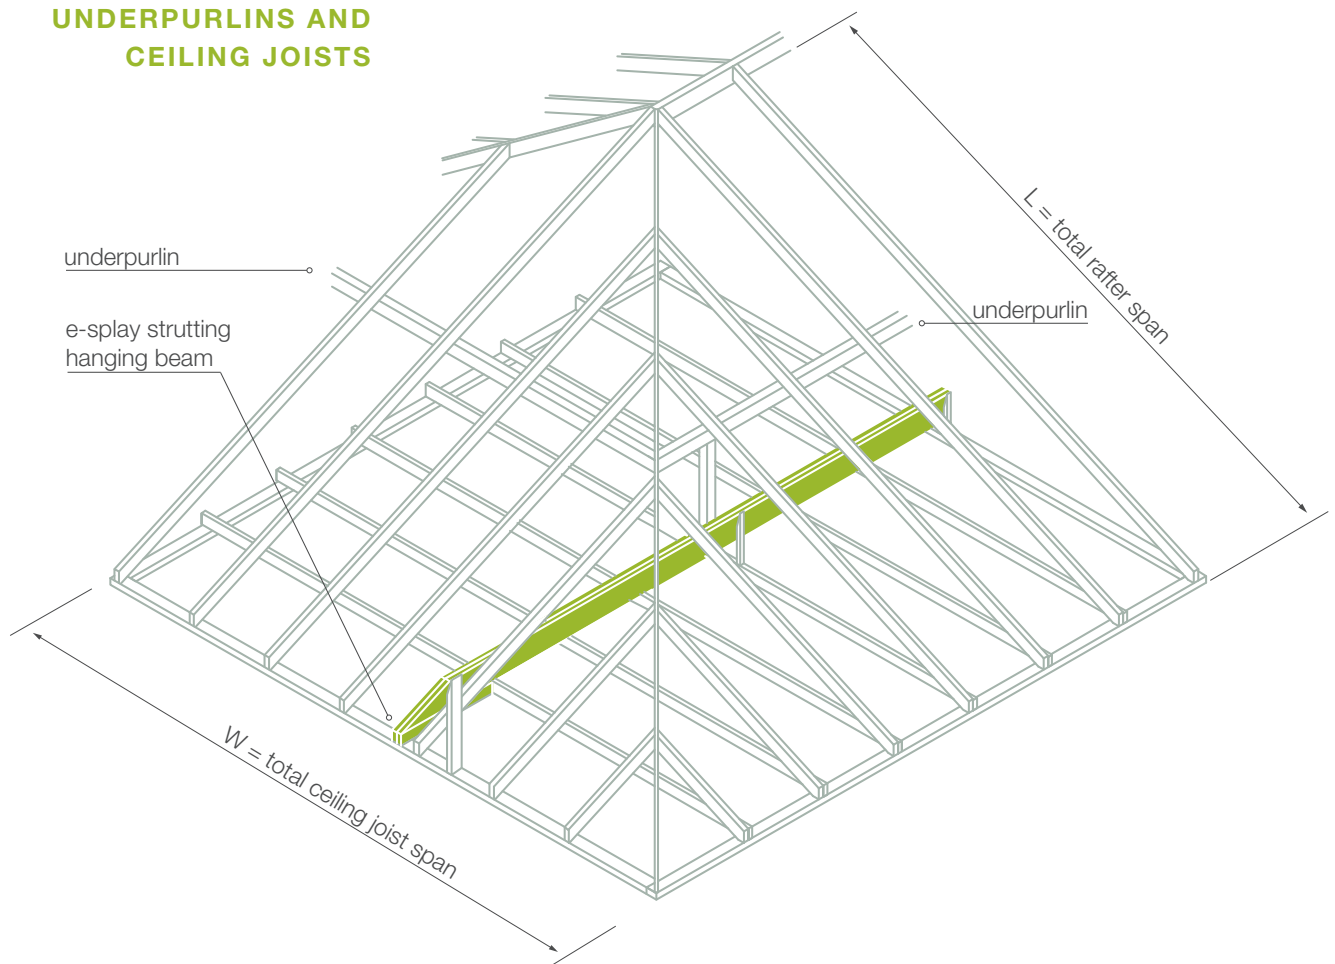 UNDERPURLINS AND
CEILING JOISTS
underpurlin
e-splay strutting
hanging beam
L = total rafter span
underpurlin
W = total ceiling joist span